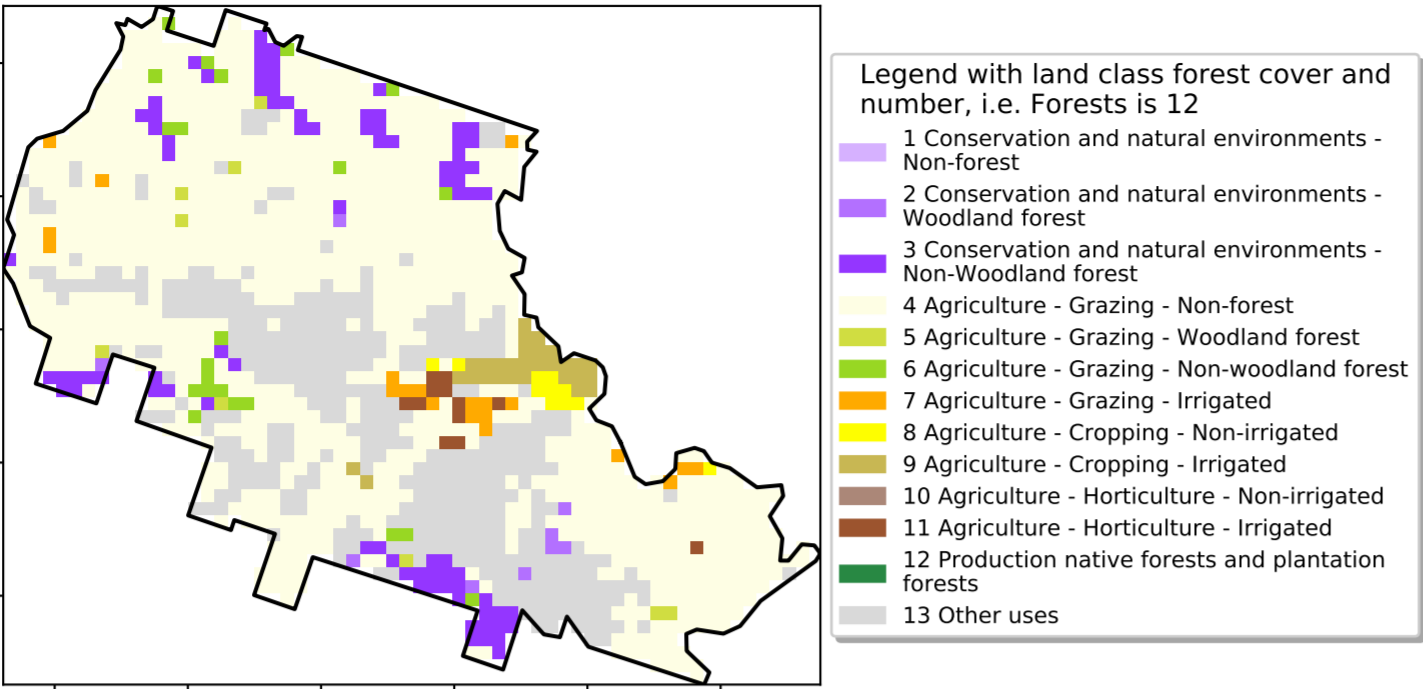 Legend with land class forest cover and
number, i.e. Forests is 12
1 Conservation and natural environments -
Non-forest
2 Conservation and natural environments -
Woodland forest
3 Conservation and natural environments -
Non-Woodland forest
4 Agriculture - Grazing - Non-forest
5 Agriculture - Grazing - Woodland forest
6 Agriculture - Grazing - Non-woodland forest
7 Agriculture - Grazing - Irrigated
8 Agriculture - Cropping - Non-irrigated
9 Agriculture - Cropping - Irrigated
10 Agriculture - Horticulture - Non-irrigated
11 Agriculture - Horticulture - Irrigated
12 Production native forests and plantation
forests
13 Other uses